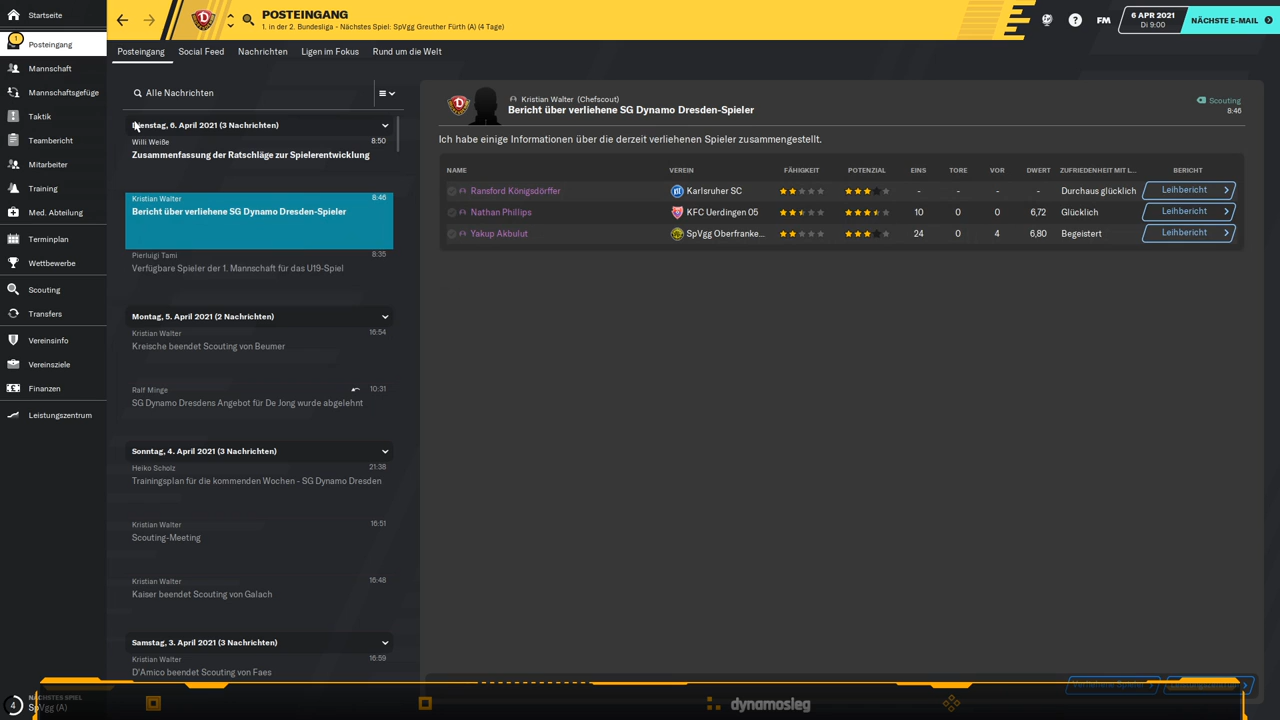 Startseite
1
Posteingang
Mannschaft
Mannschaftsgefüge
Taktik
Teambericht
Mitarbeiter
Training
Med. Abteilung
Terminplan
Wettbewerbe
Scouting
Transfers
Vereinsinfo
Vereinsziele
Finanzen
Leistungszentrum
POSTEINGANG
1. in der 2. Bundesliga - Nächstes Spiel: SpVgg Greuther Fürth (A) (4 Tage)
FM
6 APR 2021
Di 9:00
NÄCHSTE E-MAIL
Posteingang Social Feed Nachrichten Ligen im Fokus Rund um die Welt
Alle Nachrichten
Dienstag, 6. April 2021 (3 Nachrichten)
Willi Weiße 8:50
Zusammenfassung der Ratschläge zur Spielerentwicklung
Kristian Walter 8:46
Bericht über verliehene SG Dynamo Dresden-Spieler
Pierluigi Tami 8:35
Verfügbare Spieler der 1. Mannschaft für das U19-Spiel
Montag, 5. April 2021 (2 Nachrichten)
Kristian Walter 16:54
Kreische beendet Scouting von Beumer
Ralf Minge 10:31
SG Dynamo Dresdens Angebot für De Jong wurde abgelehnt
Sonntag, 4. April 2021 (3 Nachrichten)
Heiko Scholz 21:38
Trainingsplan für die kommenden Wochen - SG Dynamo Dresden
Kristian Walter 16:51
Scouting-Meeting
Kristian Walter 16:48
Kaiser beendet Scouting von Galach
Samstag, 3. April 2021 (3 Nachrichten)
Kristian Walter 16:59
D'Amico beendet Scouting von Faes
Kristian Walter (Chefscout)
Bericht über verliehene SG Dynamo Dresden-Spieler
Scouting
8:46
Ich habe einige Informationen über die derzeit verliehenen Spieler zusammengestellt.
NAME VEREIN FÄHIGKEIT POTENZIAL EINS TORE VOR DWERT ZUFRIEDENHEIT MIT L... BERICHT
Ransford Königsdörffer Karlsruher SC - - - - Durchaus glücklich Leihbericht
Nathan Phillips KFC Uerdingen 05 10 0 0 6,72 Glücklich Leihbericht
Yakup Akbulut SpVgg Oberfranke... 24 0 4 6,80 Begeistert Leihbericht
Verliehene Spieler
4
NÄCHSTES SPIEL
SpVgg (A)
dynamosleg